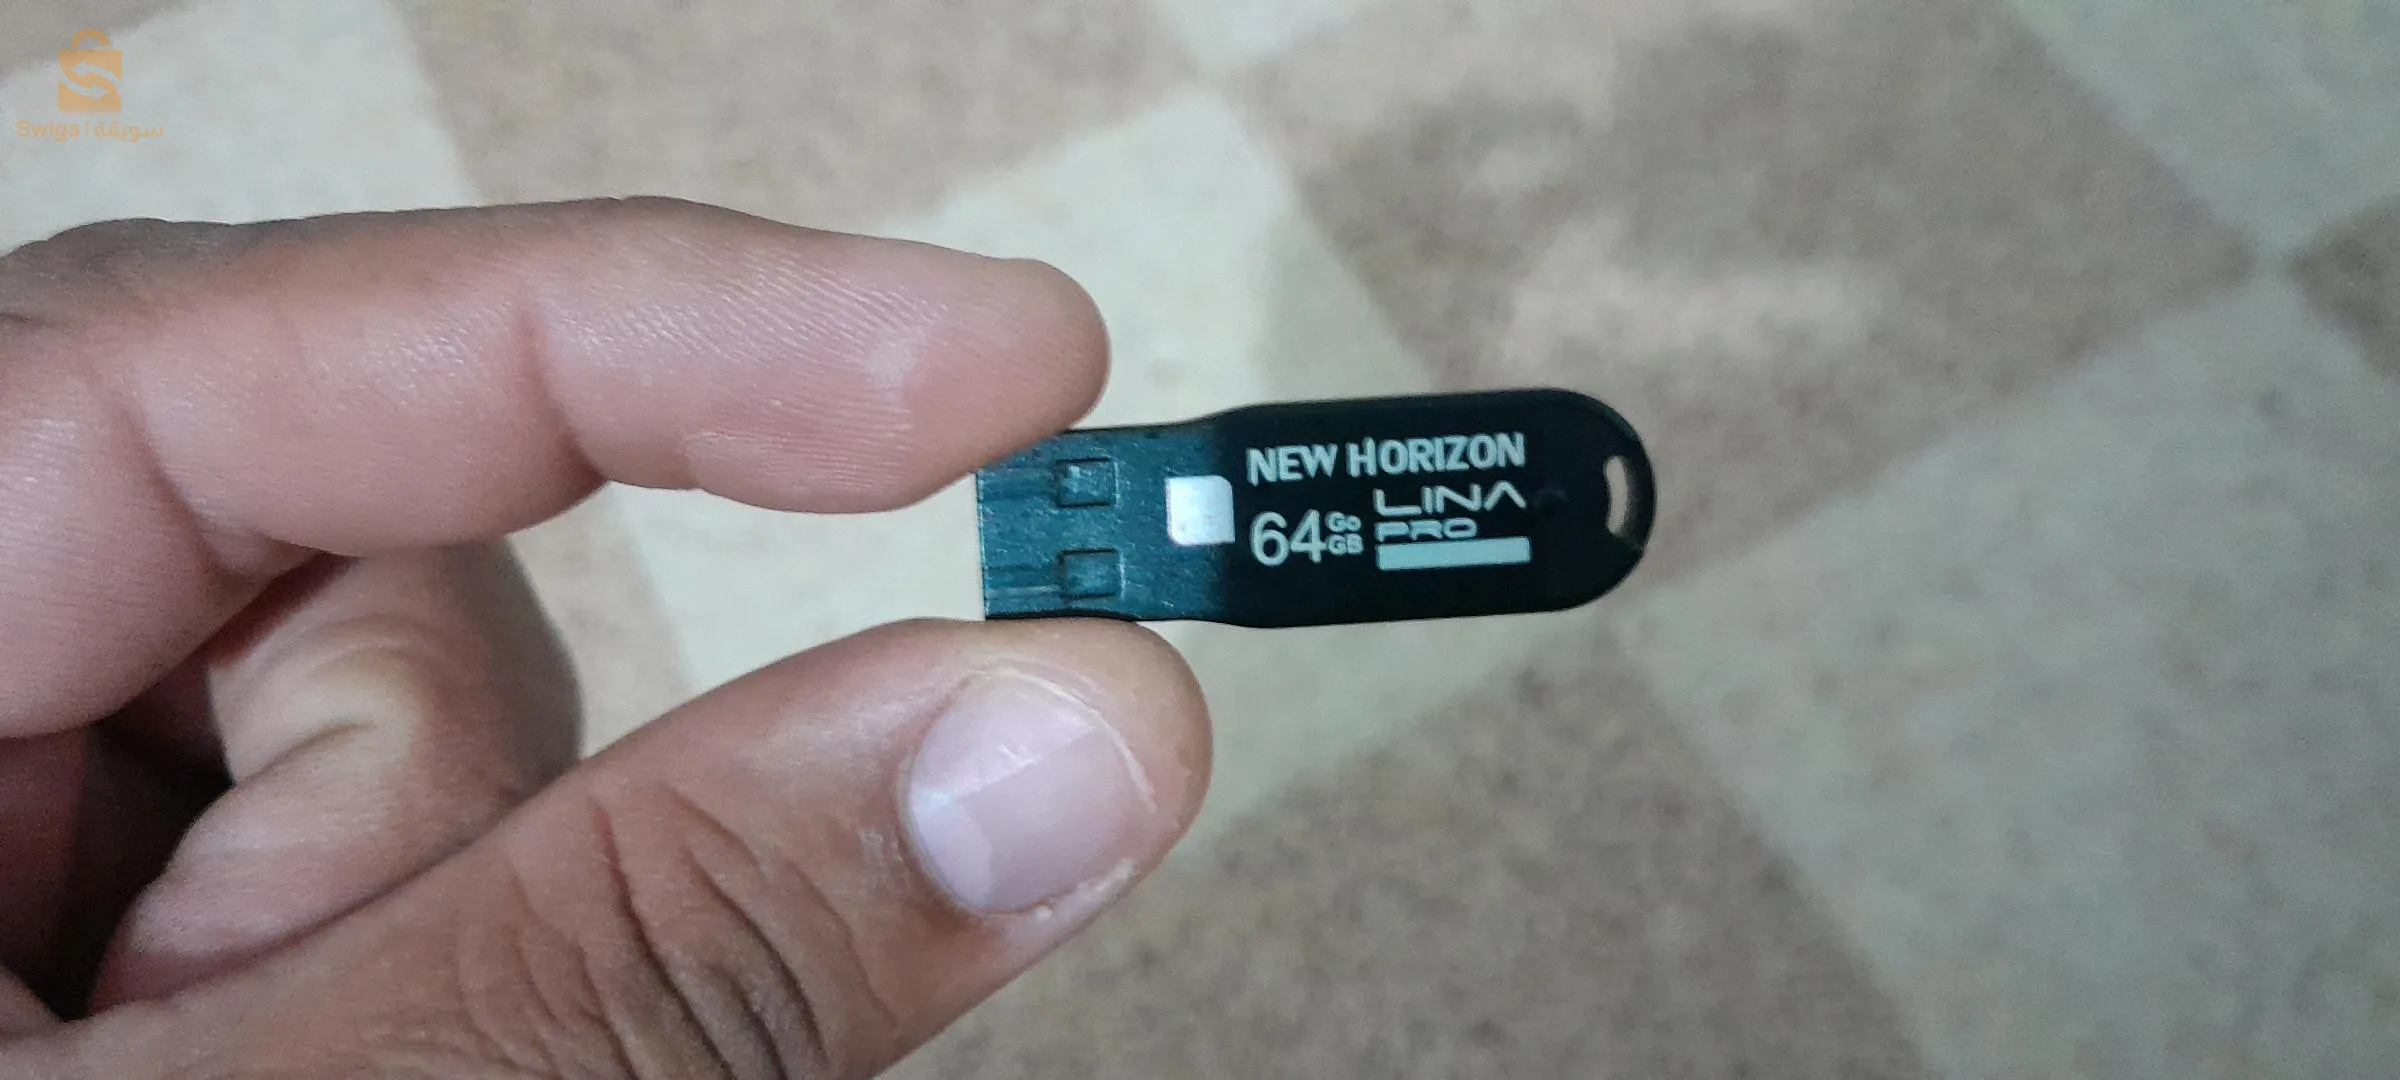 Swiga | سويقة
NEW HORIZON
64 Go GB
LINA
PRO